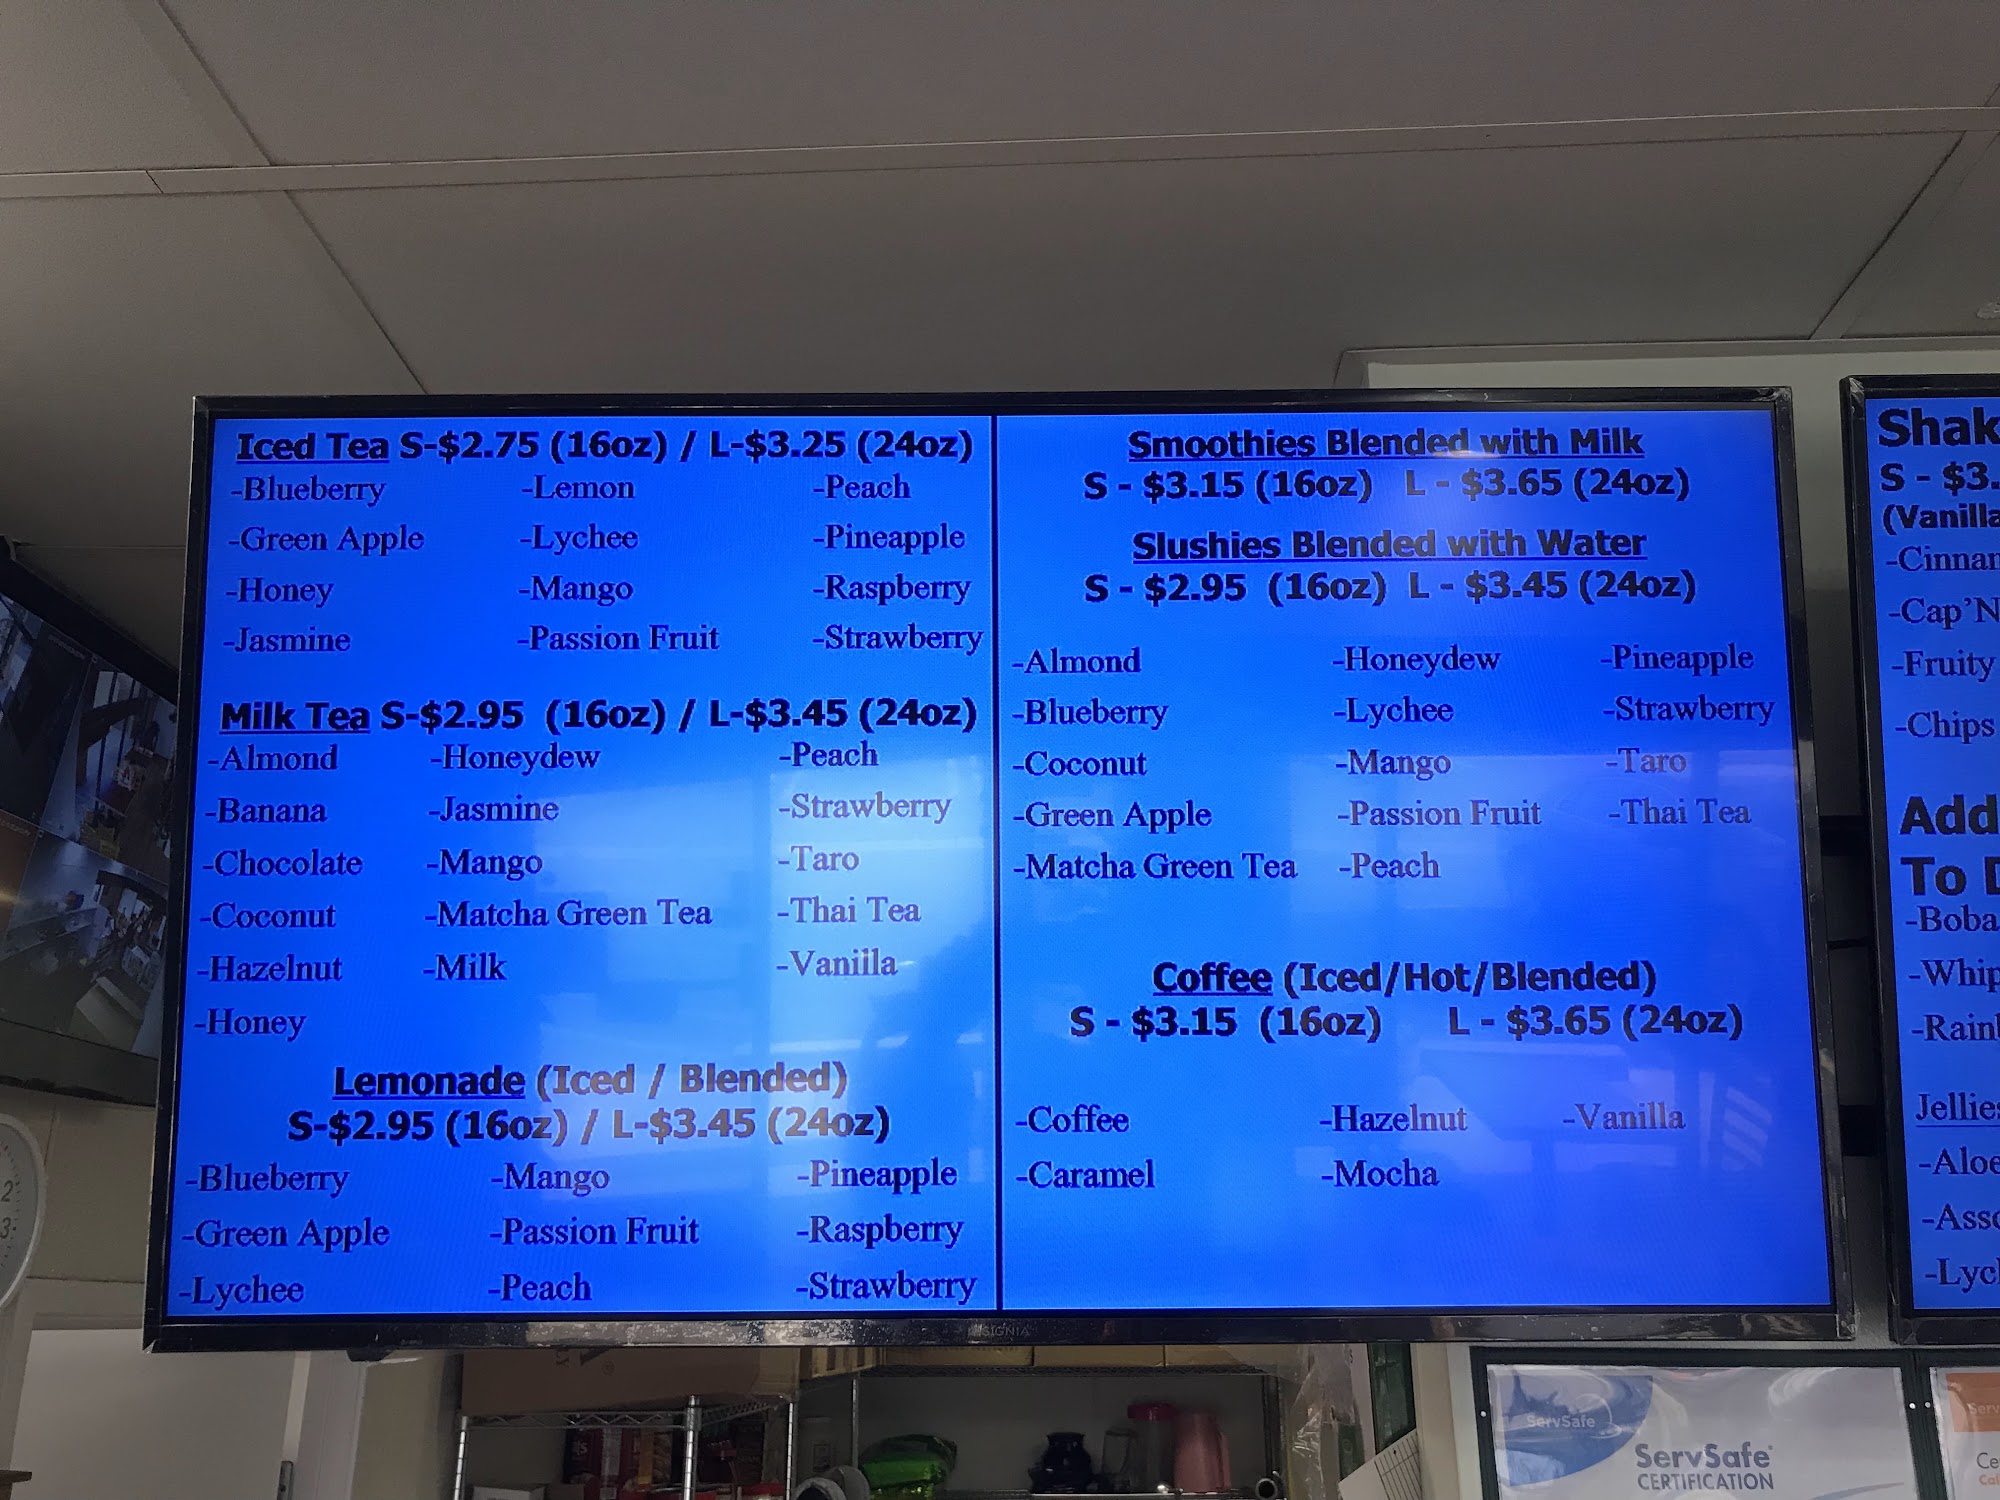 Iced Tea S-$2.75 (16oz) / L-$3.25 (24oz)
-Blueberry -Lemon -Peach
-Green Apple -Lychee -Pineapple
-Honey -Mango -Raspberry
-Jasmine -Passion Fruit -Strawberry
Milk Tea S-$2.95 (16oz) / L-$3.45 (24oz)
-Almond -Honeydew -Peach
-Banana -Jasmine -Strawberry
-Chocolate -Mango -Taro
-Coconut -Matcha Green Tea -Thai Tea
-Hazelnut -Milk -Vanilla
-Honey
Lemonade (Iced / Blended)
S-$2.95 (16oz) / L-$3.45 (24oz)
-Blueberry -Mango -Pineapple
-Green Apple -Passion Fruit -Raspberry
-Lychee -Peach -Strawberry
Smoothies Blended with Milk
S - $3.15 (16oz) L - $3.65 (24oz)
Slushies Blended with Water
S - $2.95 (16oz) L - $3.45 (24oz)
-Almond -Honeydew -Pineapple
-Blueberry -Lychee -Strawberry
-Coconut -Mango -Taro
-Green Apple -Passion Fruit -Thai Tea
-Matcha Green Tea -Peach
Coffee (Iced/Hot/Blended)
S - $3.15 (16oz) L - $3.65 (24oz)
-Coffee -Hazelnut -Vanilla
-Caramel -Mocha
INSIGNIA
Shak
S - $3.
(Vanilla
-Cinnan
-Cap'N
-Fruity
-Chips
Add
To
-Boba
-Whip
-Rain
Jellies
-Aloe
-Asso
-Lyc
ServSafe
ServSafe
CERTIFICATION
2
3